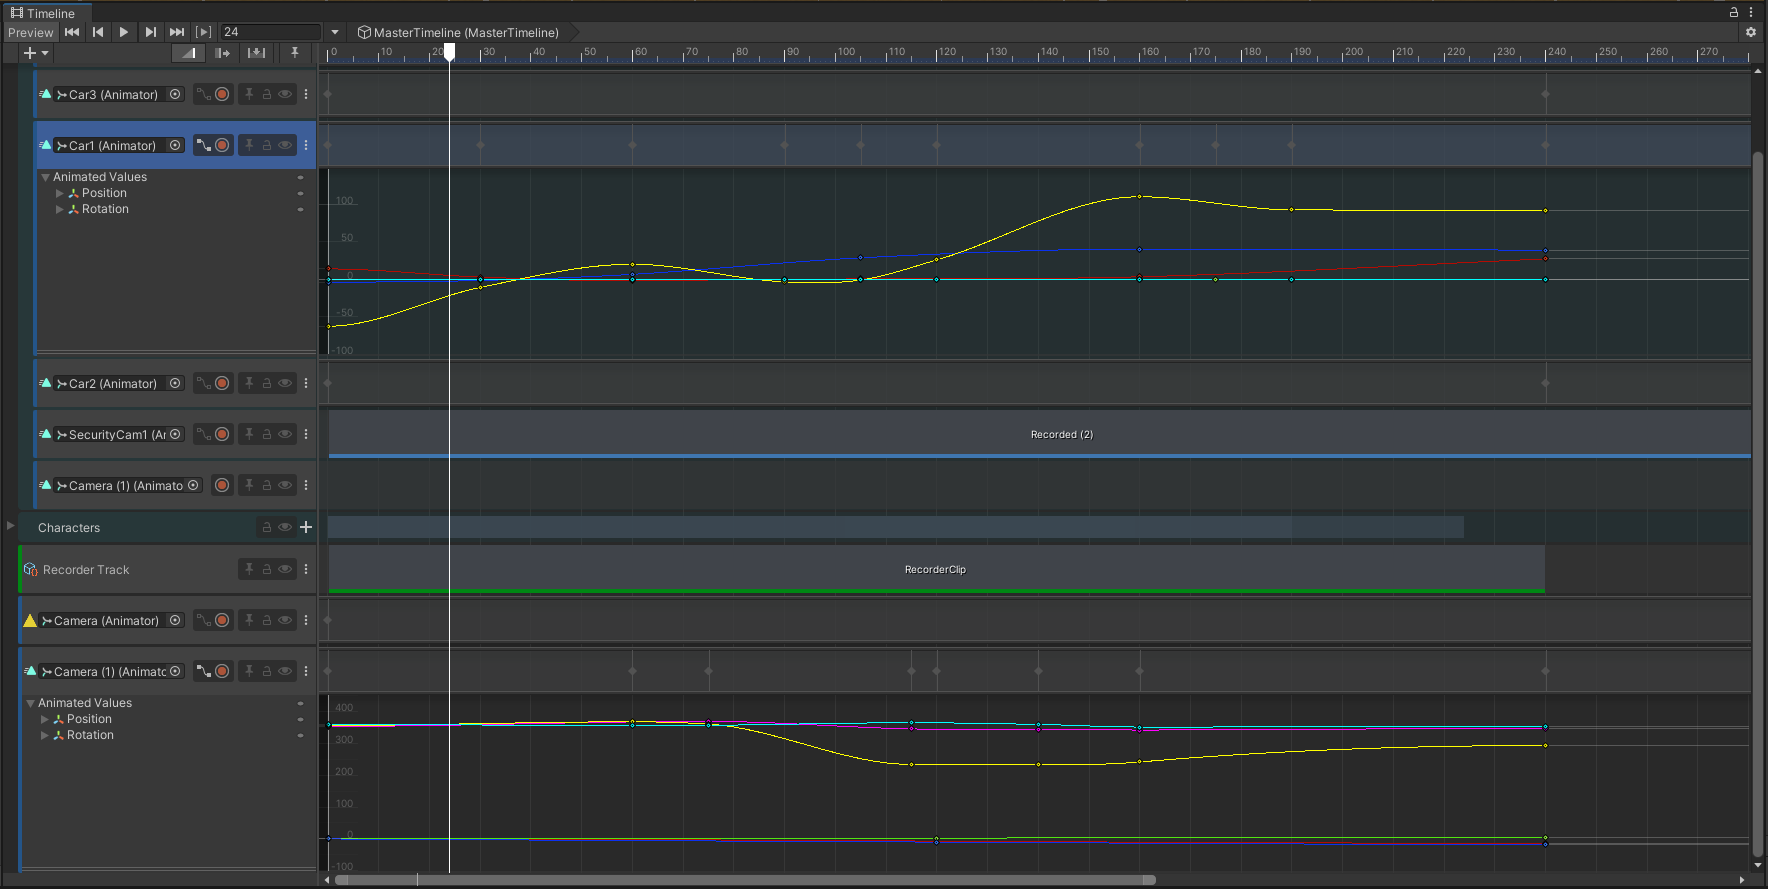 Timeline
Preview 24 MasterTimeline (MasterTimeline)
0 10 20 30 40 50 60 70 80 90 100 110 120 130 140 150 160 170 180 190 200 210 220 230 240 250 260 270
Car3 (Animator)
Car1 (Animator)
Animated Values
Position
Rotation
100
50
0
-50
-100
Car2 (Animator)
SecurityCam1 (Ar
Recorded (2)
Camera (1) (Animato
Characters
Recorder Track
RecorderClip
Camera (Animator)
Camera (1) (Animatc
Animated Values
Position
Rotation
400
300
200
100
0
-100